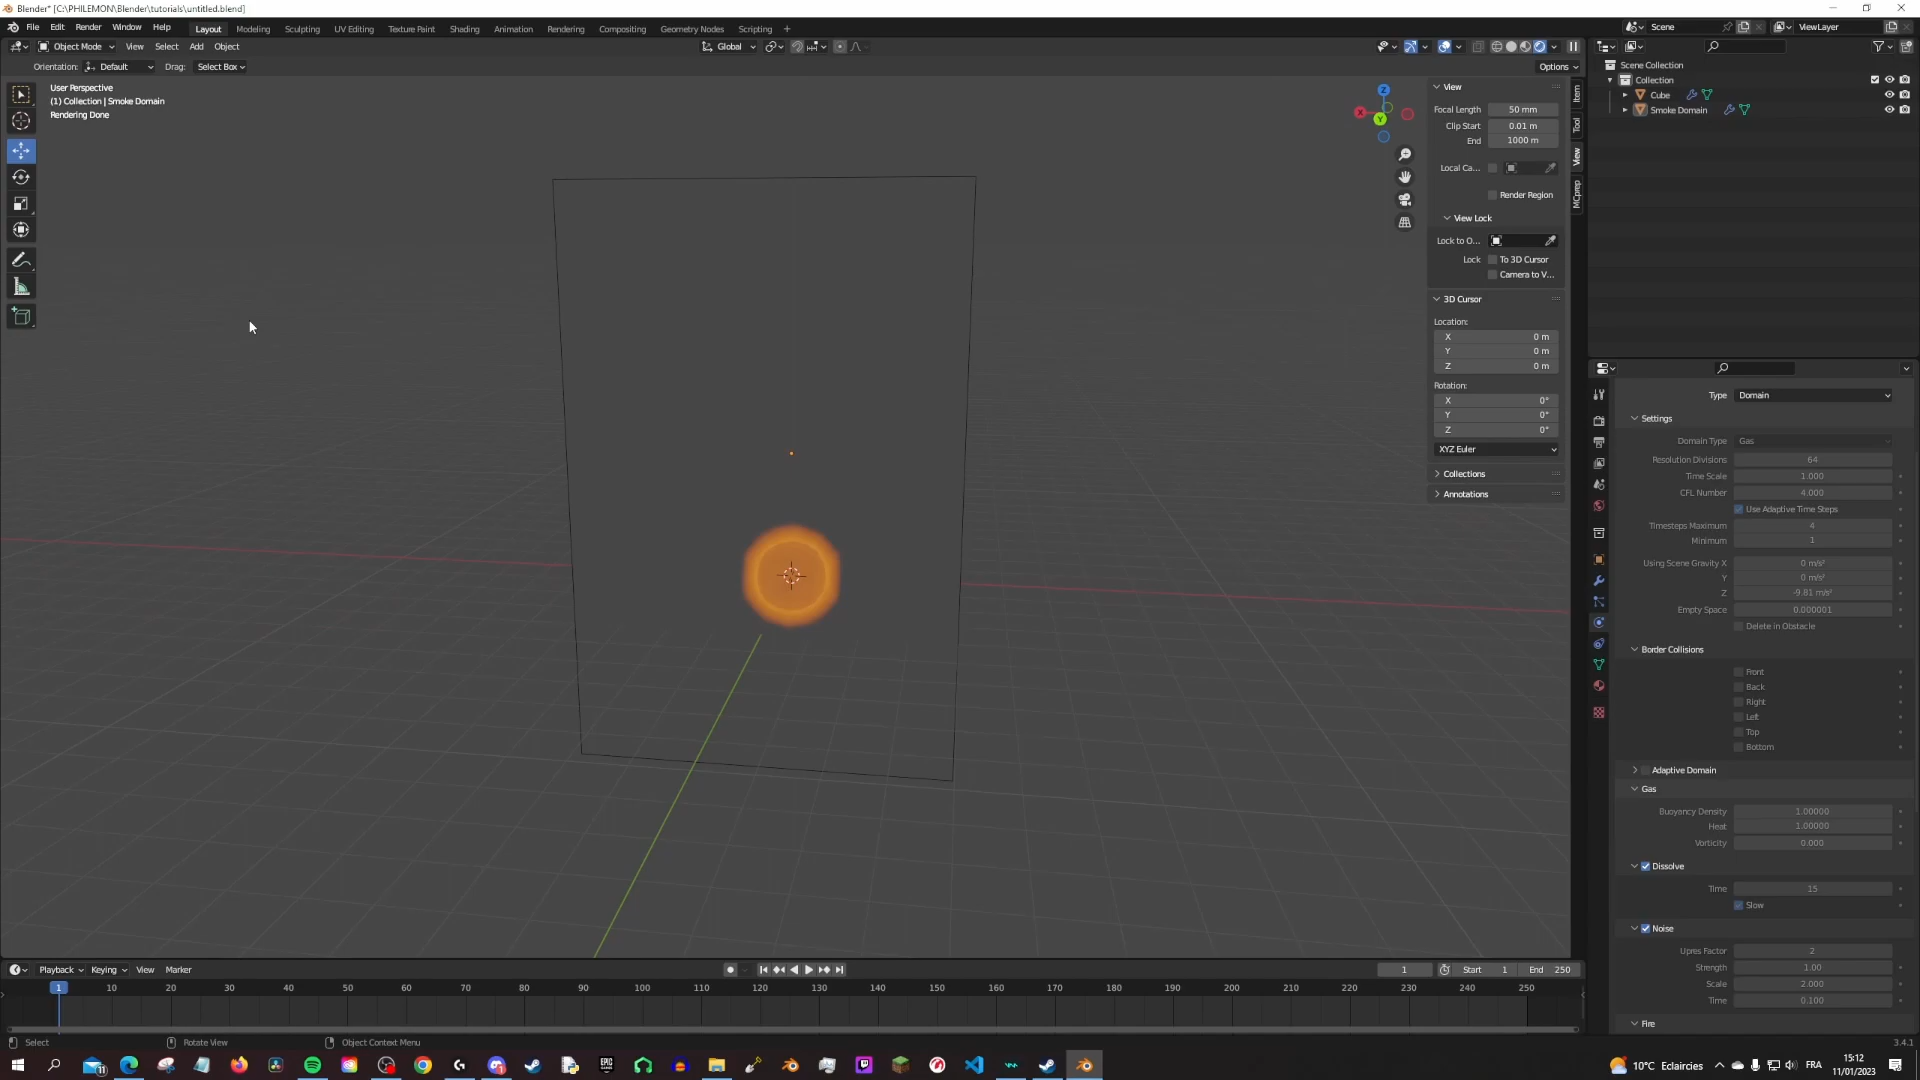 Blender* [C:\PHILEMON\Blender\tutorials\untitled.blend]
File Edit Render Window Help Layout Modeling Sculpting UV Editing Texture Paint Shading Animation Rendering Compositing Geometry Nodes Scripting + Scene ViewLayer
Object Mode View Select Add Object Global
Orientation: Default Drag: Select Box Options
User Perspective
(1) Collection | Smoke Domain
Rendering Done
View
Focal Length 50 mm
Clip Start 0.01 m
End 1000 m
Local Ca...
Render Region
View Lock
Lock to O...
Lock To 3D Cursor
Camera to V...
3D Cursor
Location:
X 0 m
Y 0 m
Z 0 m
Rotation:
X 0°
Y 0°
Z 0°
XYZ Euler
Collections
Annotations
Item
Tool
View
MCprep
Scene Collection
Collection
Cube
Smoke Domain
Type Domain
Settings
Domain Type Gas
Resolution Divisions 64
Time Scale 1.000
CFL Number 4.000
Use Adaptive Time Steps
Timesteps Maximum 4
Minimum 1
Using Scene Gravity X 0 m/s²
Y 0 m/s²
Z -9.81 m/s²
Empty Space 0.000001
Delete in Obstacle
Border Collisions
Front
Back
Right
Left
Top
Bottom
Adaptive Domain
Gas
Buoyancy Density 1.00000
Heat 1.00000
Vorticity 0.000
Dissolve
Time 15
Slow
Noise
Upres Factor 2
Strength 1.00
Scale 2.000
Time 0.100
Fire
X
Y
Z
Playback Keying View Marker 1 Start 1 End 250
1 10 20 30 40 50 60 70 80 90 100 110 120 130 140 150 160 170 180 190 200 210 220 230 240 250
Select Rotate View Object Context Menu 3.4.1
11
EPIC GAMES
10°C Eclaircies FRA 15:12
11/01/2023